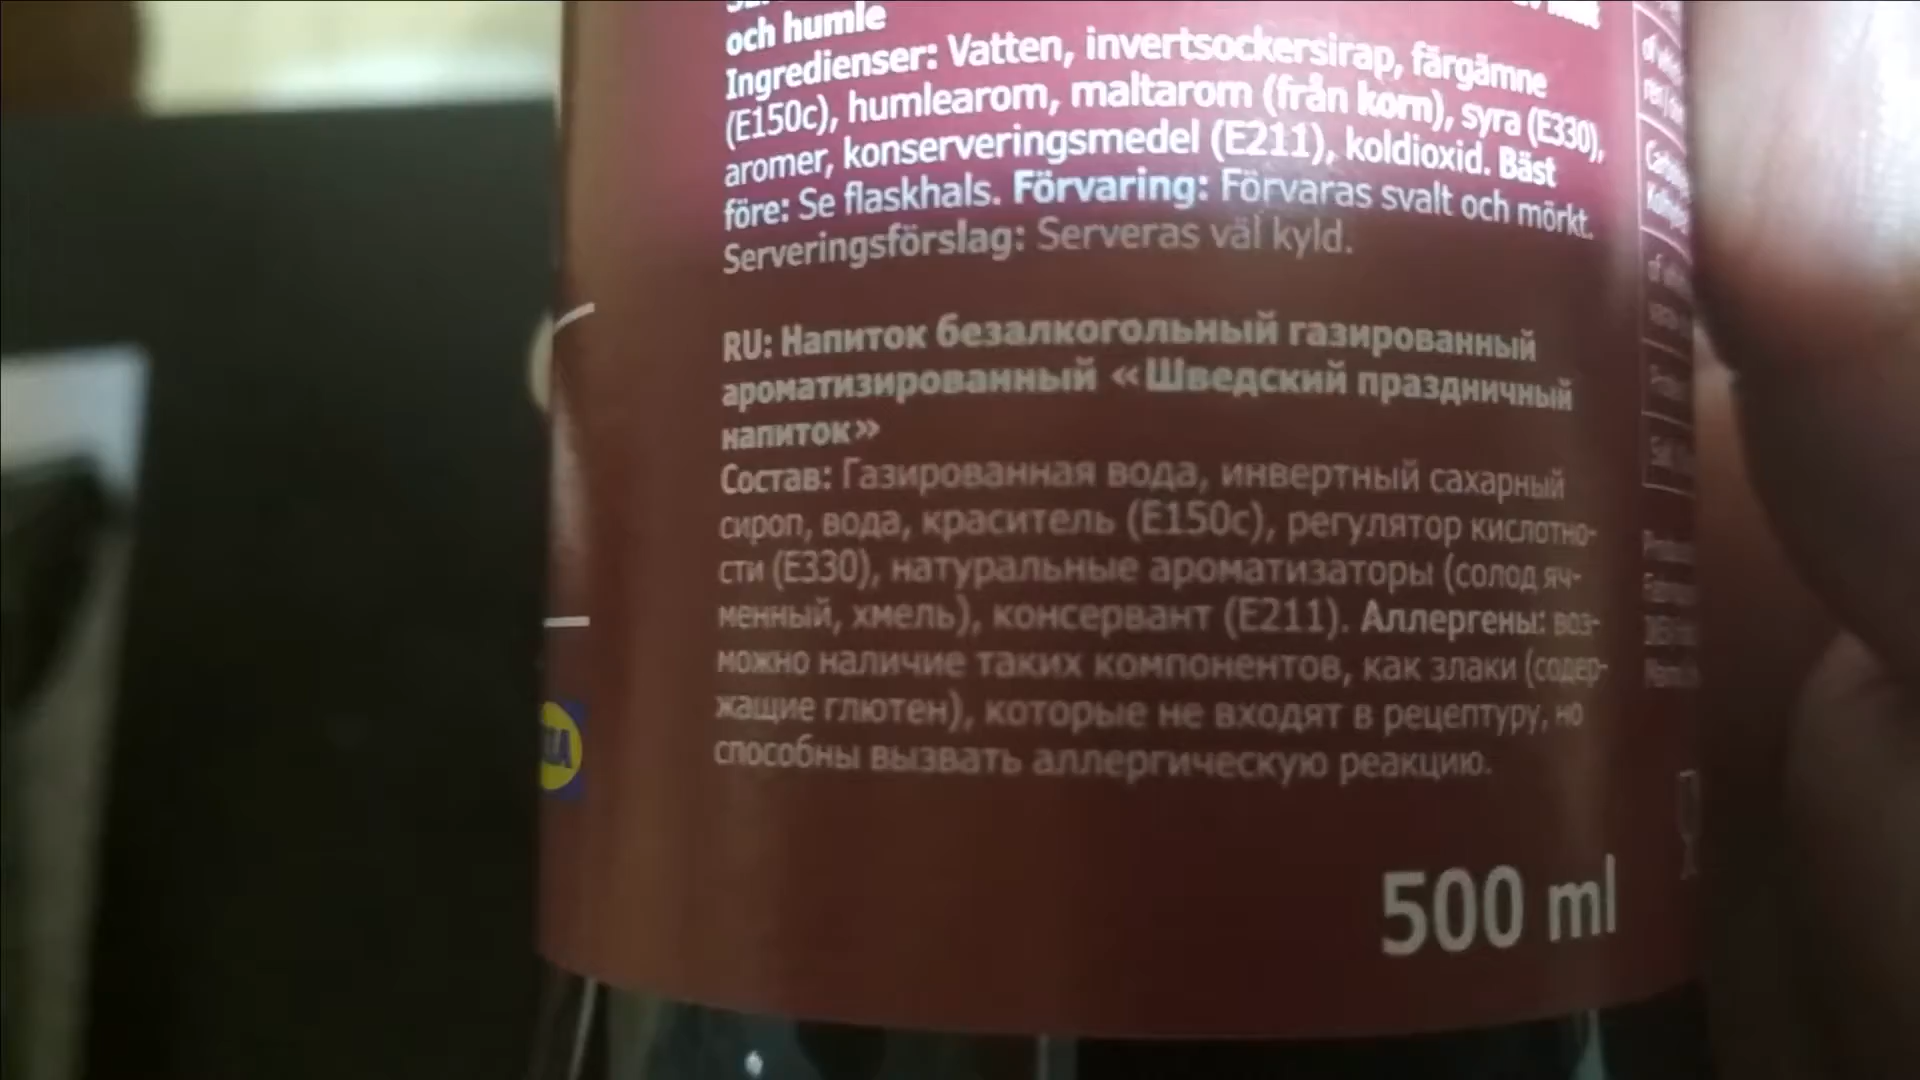 och humle
Ingredienser: Vatten, invertsockersirap, färgämne
(E150c), humlearom, maltarom (från korn), syra (E330),
aromer, konserveringsmedel (E211), koldioxid. Bäst
före: Se flaskhals. Förvaring: Förvaras svalt och mörkt.
Serveringsförslag: Serveras väl kyld.
RU: Напиток безалкогольный газированный
ароматизированный «Шведский праздничный
напиток»
Состав: Газированная вода, инвертный сахарный
сироп, вода, краситель (E150c), регулятор кислотно-
сти (E330), натуральные ароматизаторы (солод яч-
менный, хмель), консервант (E211). Аллергены: воз-
можно наличие таких компонентов, как злаки (содер-
жащие глютен), которые не входят в рецептуру, но
способны вызвать аллергическую реакцию.
500 ml